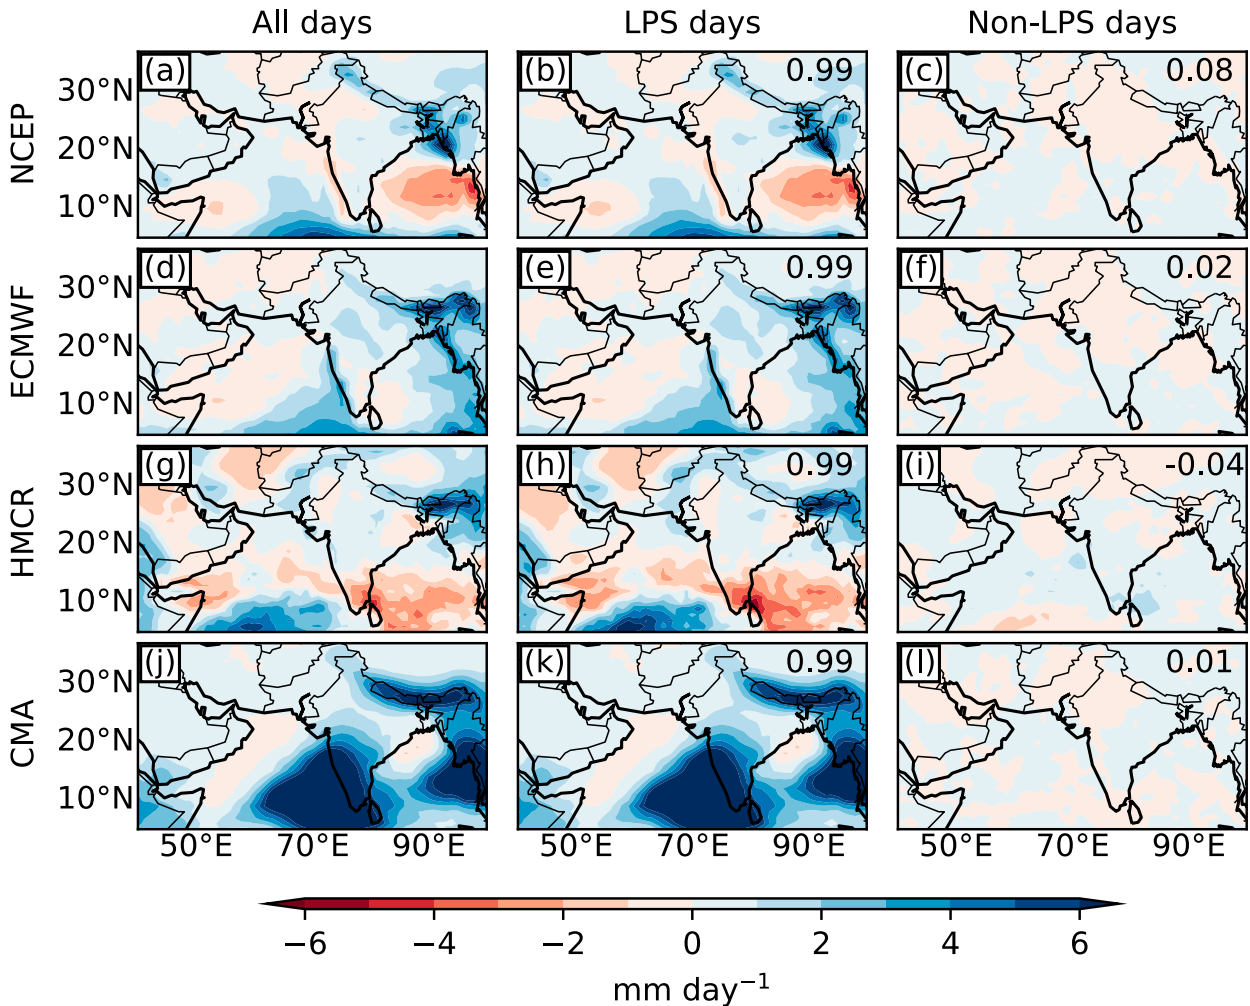 All days LPS days Non-LPS days
NCEP
30°N
20°N
10°N
(a)
(b) 0.99
(c) 0.08
ECMWF
30°N
20°N
10°N
(d)
(e) 0.99
(f) 0.02
HMCR
30°N
20°N
10°N
(g)
(h) 0.99
(i) -0.04
CMA
30°N
20°N
10°N
(j)
(k) 0.99
(l) 0.01
50°E 70°E 90°E 50°E 70°E 90°E 50°E 70°E 90°E
−6 −4 −2 0 2 4 6
mm day⁻¹